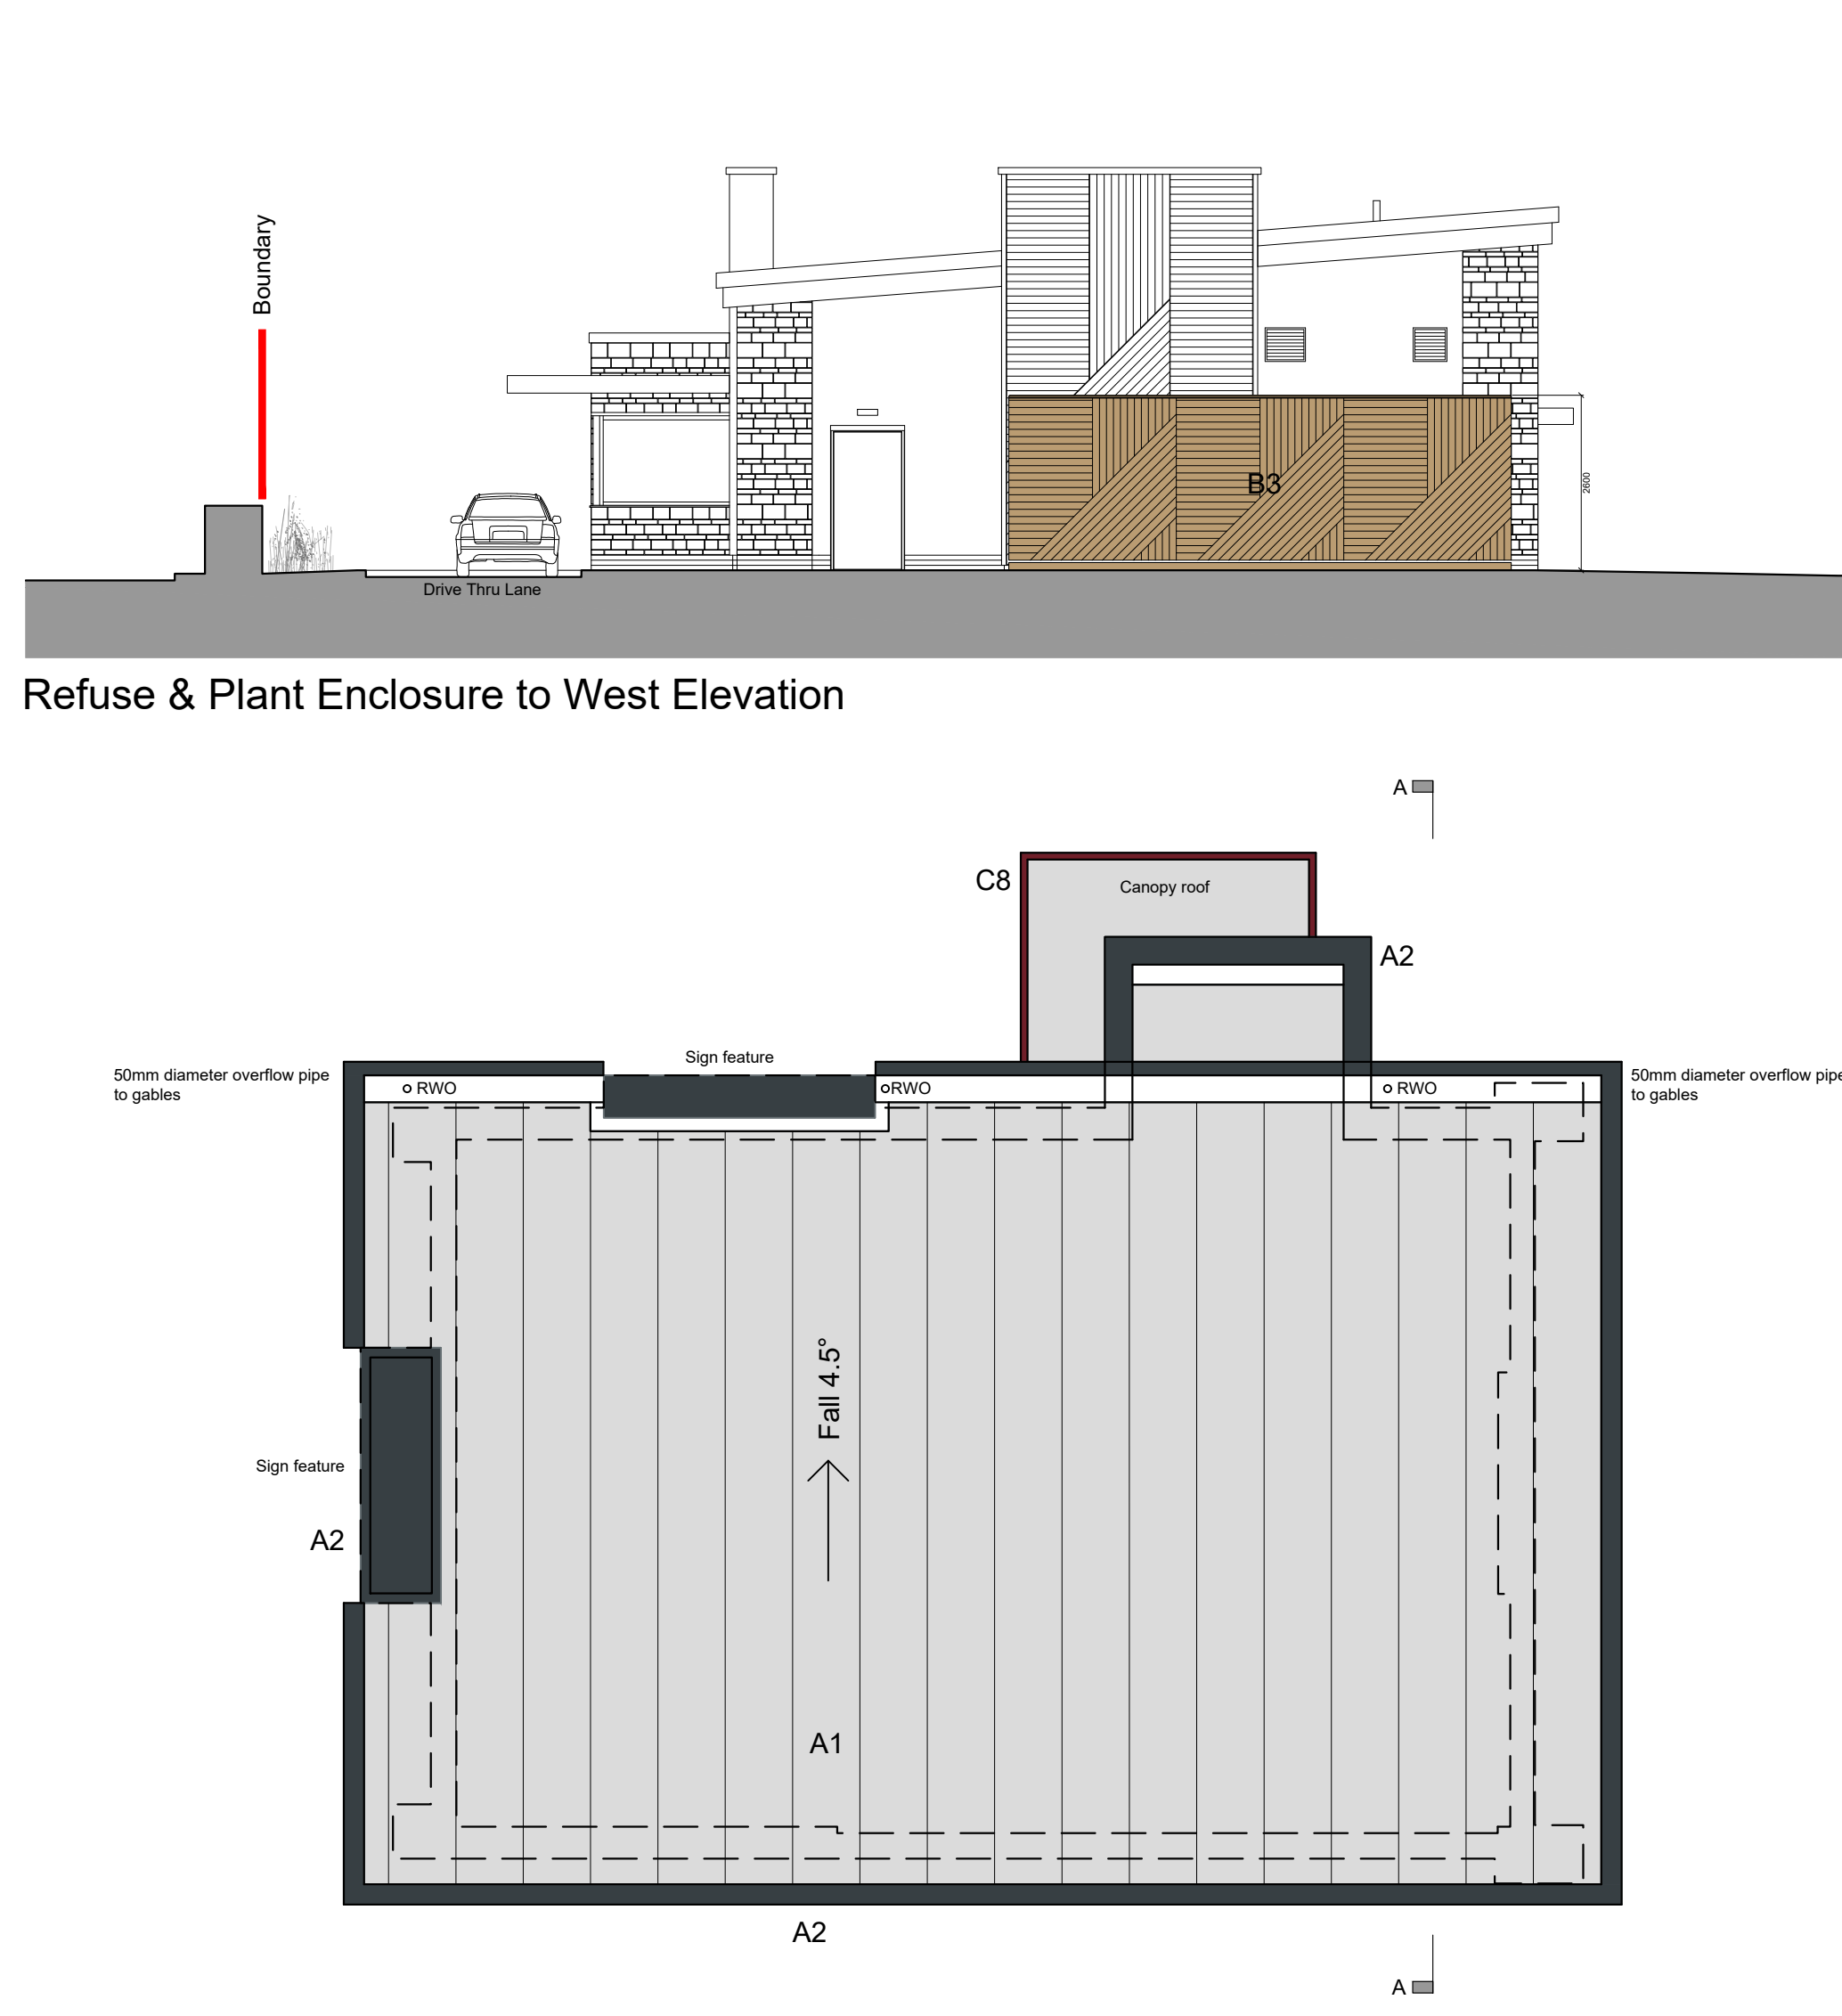 Boundary
B3
2600
Drive Thru Lane
Refuse & Plant Enclosure to West Elevation
A
C8
Canopy roof
A2
Sign feature
50mm diameter overflow pipe
to gables
RWO
RWO
RWO
50mm diameter overflow pipe
to gables
Fall 4.5°
Sign feature
A2
A1
A2
A